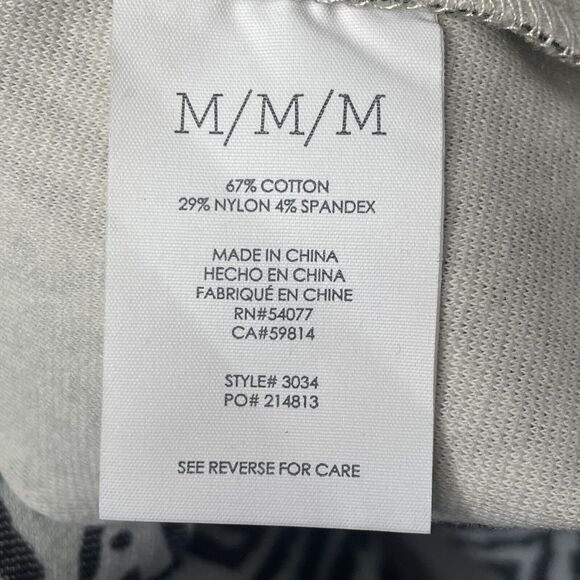 M/M/M
67% COTTON
29% NYLON 4% SPANDEX
MADE IN CHINA
HECHO EN CHINA
FABRIQUÉ EN CHINE
RN#54077
CA#59814
STYLE# 3034
PO# 214813
SEE REVERSE FOR CARE